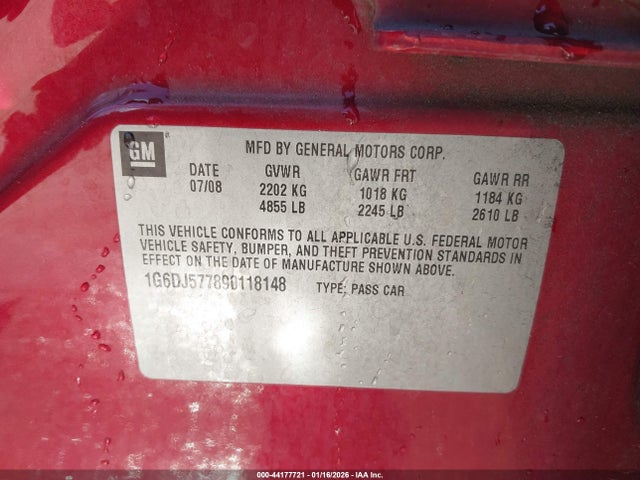 GM
MFD BY GENERAL MOTORS CORP.
DATE GVWR GAWR FRT GAWR RR
07/08 2202 KG 1018 KG 1184 KG
4855 LB 2245 LB 2610 LB
THIS VEHICLE CONFORMS TO ALL APPLICABLE U.S. FEDERAL MOTOR
VEHICLE SAFETY, BUMPER, AND THEFT PREVENTION STANDARDS IN
EFFECT ON THE DATE OF MANUFACTURE SHOWN ABOVE.
1G6DJ577890118148 TYPE: PASS CAR
000-44177721 - 01/16/2026 - IAA Inc.